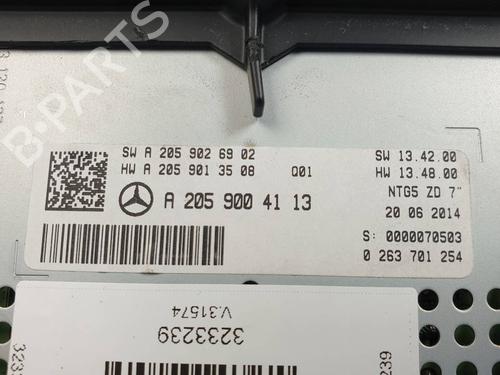 SW A 205 902 69 02
HW A 205 901 35 08 Q01
A 205 900 41 13
SW 13.42.00
HW 13.48.00
NTG5 ZD 7"
20 06 2014
S: 0000070503
0 263 701 254
B-PARTS
3233239
V.31574